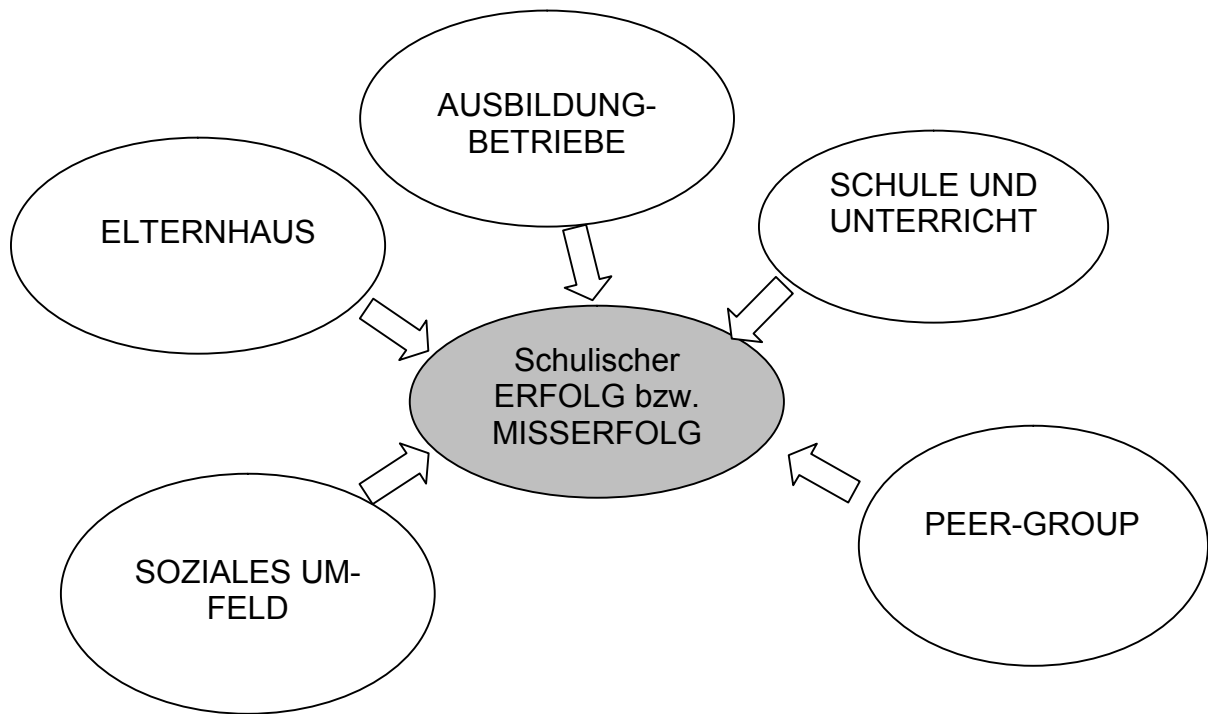 AUSBILDUNG-
BETRIEBE
ELTERNHAUS
SCHULE UND
UNTERRICHT
Schulischer
ERFOLG bzw.
MISSERFOLG
SOZIALES UM-
FELD
PEER-GROUP